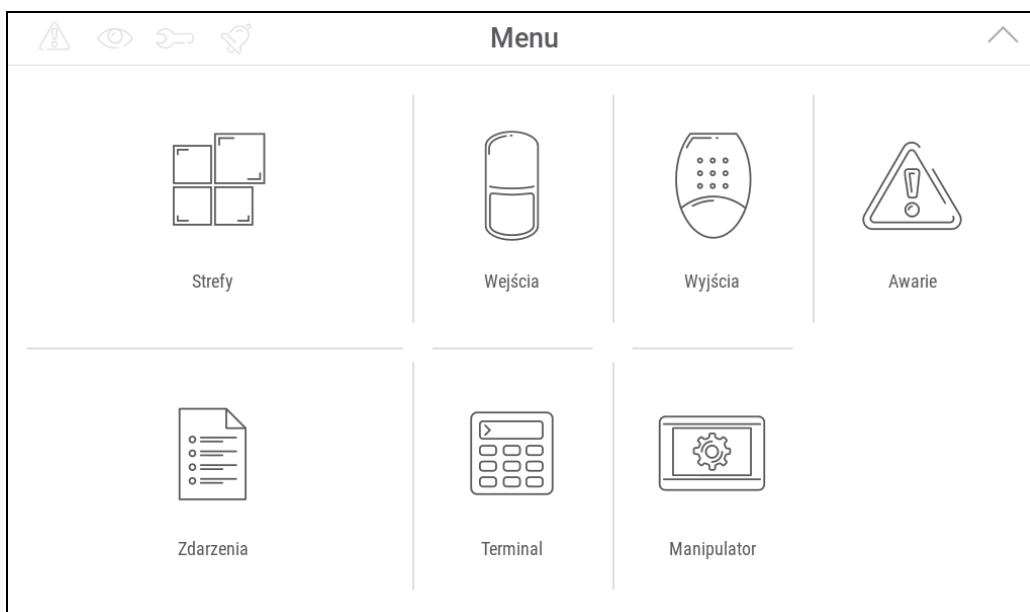 Menu
Strefy
Wejścia
Wyjścia
Awarie
Zdarzenia
Terminal
Manipulator